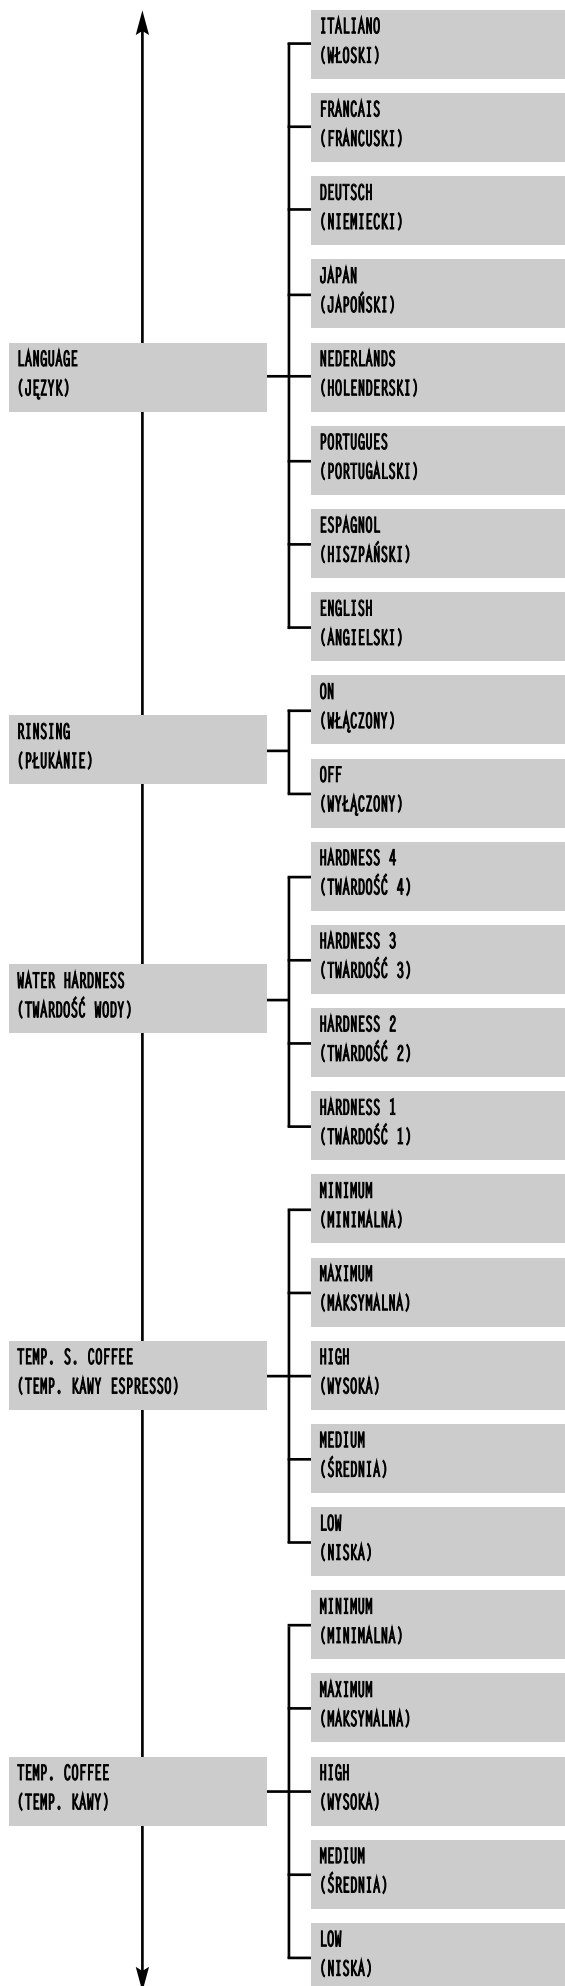 ITALIANO
(WŁOSKI)
FRANCAIS
(FRANCUSKI)
DEUTSCH
(NIEMIECKI)
JAPAN
(JAPOŃSKI)
LANGUAGE
(JĘZYK)
NEDERLANDS
(HOLENDERSKI)
PORTUGUES
(PORTUGALSKI)
ESPAGNOL
(HISZPAŃSKI)
ENGLISH
(ANGIELSKI)
RINSING
(PŁUKANIE)
ON
(WŁĄCZONY)
OFF
(WYŁĄCZONY)
WATER HARDNESS
(TWARDOŚĆ WODY)
HARDNESS 4
(TWARDOŚĆ 4)
HARDNESS 3
(TWARDOŚĆ 3)
HARDNESS 2
(TWARDOŚĆ 2)
HARDNESS 1
(TWARDOŚĆ 1)
TEMP. S. COFFEE
(TEMP. KAWY ESPRESSO)
MINIMUM
(MINIMALNA)
MAXIMUM
(MAKSYMALNA)
HIGH
(WYSOKA)
MEDIUM
(ŚREDNIA)
LOW
(NISKA)
TEMP. COFFEE
(TEMP. KAWY)
MINIMUM
(MINIMALNA)
MAXIMUM
(MAKSYMALNA)
HIGH
(WYSOKA)
MEDIUM
(ŚREDNIA)
LOW
(NISKA)